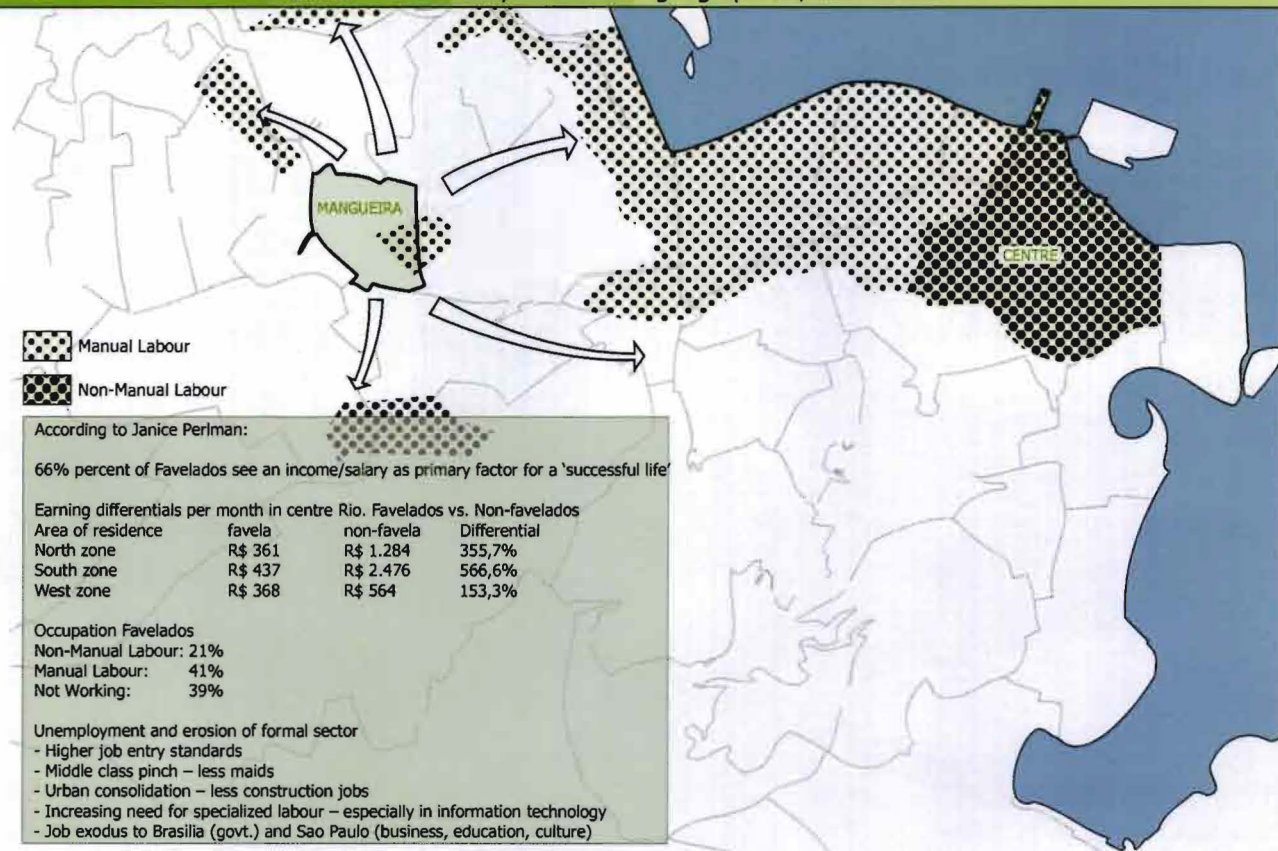 MANGUEIRA
CENTRE
Manual Labour
Non-Manual Labour
According to Janice Perlman:
66% percent of Favelados see an income/salary as primary factor for a ‘successful life’
Earning differentials per month in centre Rio. Favelados vs. Non-favelados
Area of residence favela non-favela Differential
North zone R$ 361 R$ 1.284 355,7%
South zone R$ 437 R$ 2.476 566,6%
West zone R$ 368 R$ 564 153,3%
Occupation Favelados
Non-Manual Labour: 21%
Manual Labour: 41%
Not Working: 39%
Unemployment and erosion of formal sector
- Higher job entry standards
- Middle class pinch – less maids
- Urban consolidation – less construction jobs
- Increasing need for specialized labour – especially in information technology
- Job exodus to Brasilia (govt.) and Sao Paulo (business, education, culture)